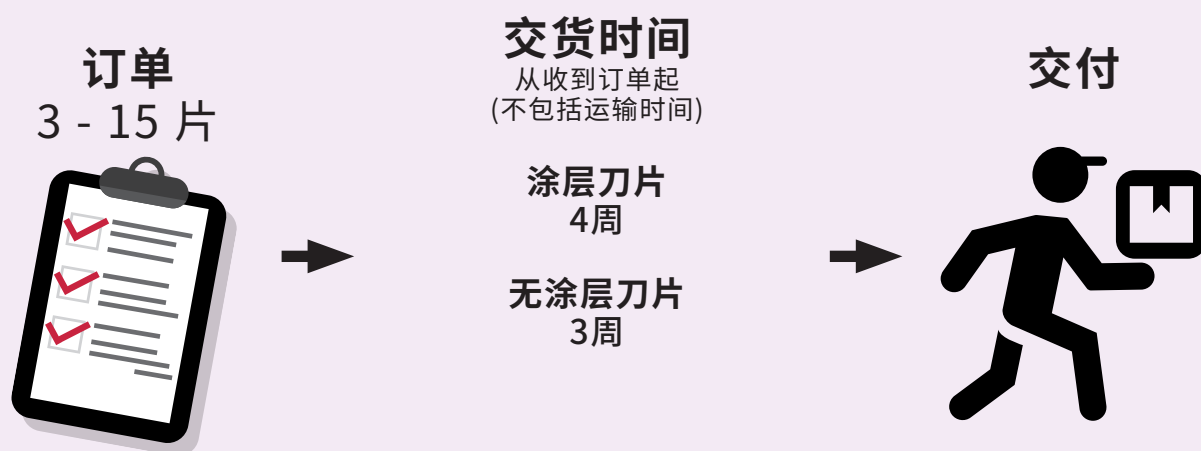 订单
3 - 15 片
交货时间
从收到订单起
(不包括运输时间)
涂层刀片
4周
无涂层刀片
3周
交付